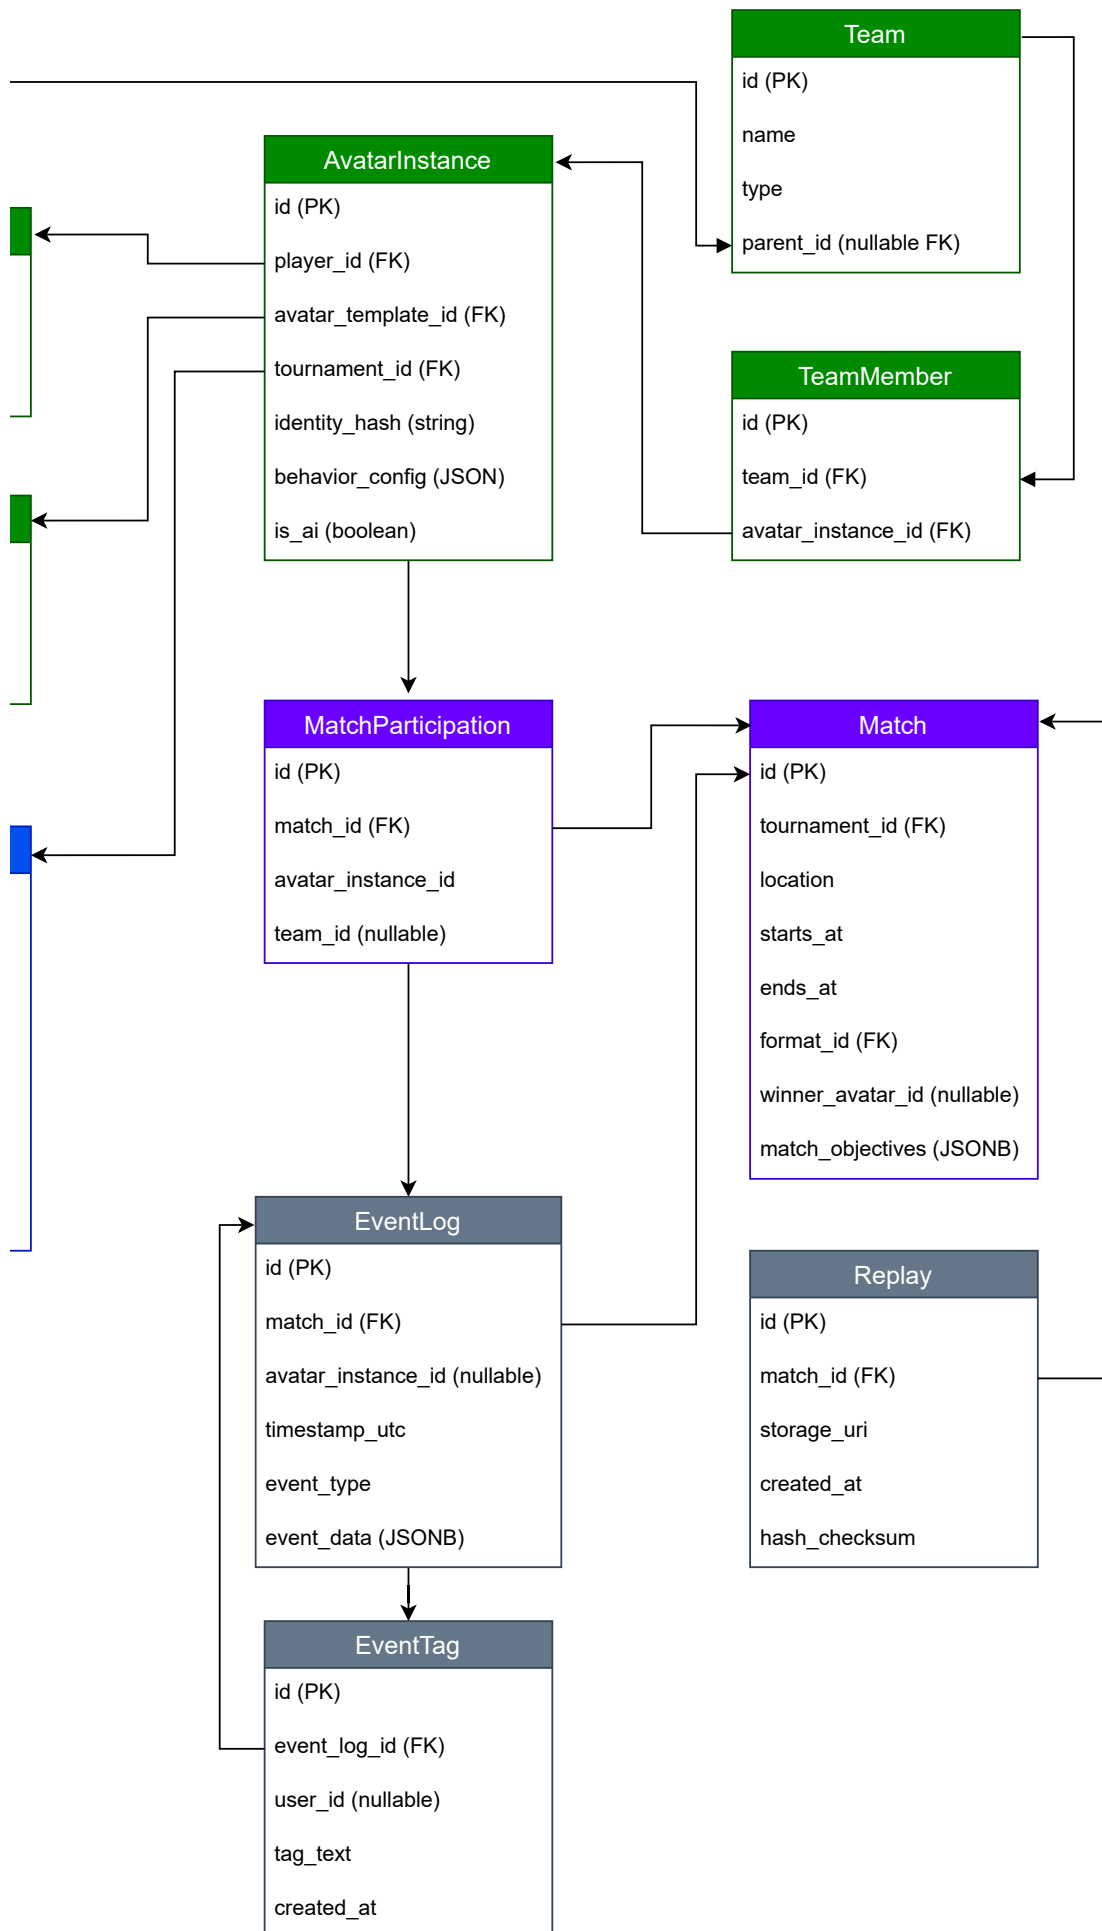 Team
id (PK)
name
type
parent_id (nullable FK)
AvatarInstance
id (PK)
player_id (FK)
avatar_template_id (FK)
tournament_id (FK)
identity_hash (string)
behavior_config (JSON)
is_ai (boolean)
TeamMember
id (PK)
team_id (FK)
avatar_instance_id (FK)
MatchParticipation
id (PK)
match_id (FK)
avatar_instance_id
team_id (nullable)
Match
id (PK)
tournament_id (FK)
location
starts_at
ends_at
format_id (FK)
winner_avatar_id (nullable)
match_objectives (JSONB)
EventLog
id (PK)
match_id (FK)
avatar_instance_id (nullable)
timestamp_utc
event_type
event_data (JSONB)
Replay
id (PK)
match_id (FK)
storage_uri
created_at
hash_checksum
EventTag
id (PK)
event_log_id (FK)
user_id (nullable)
tag_text
created_at